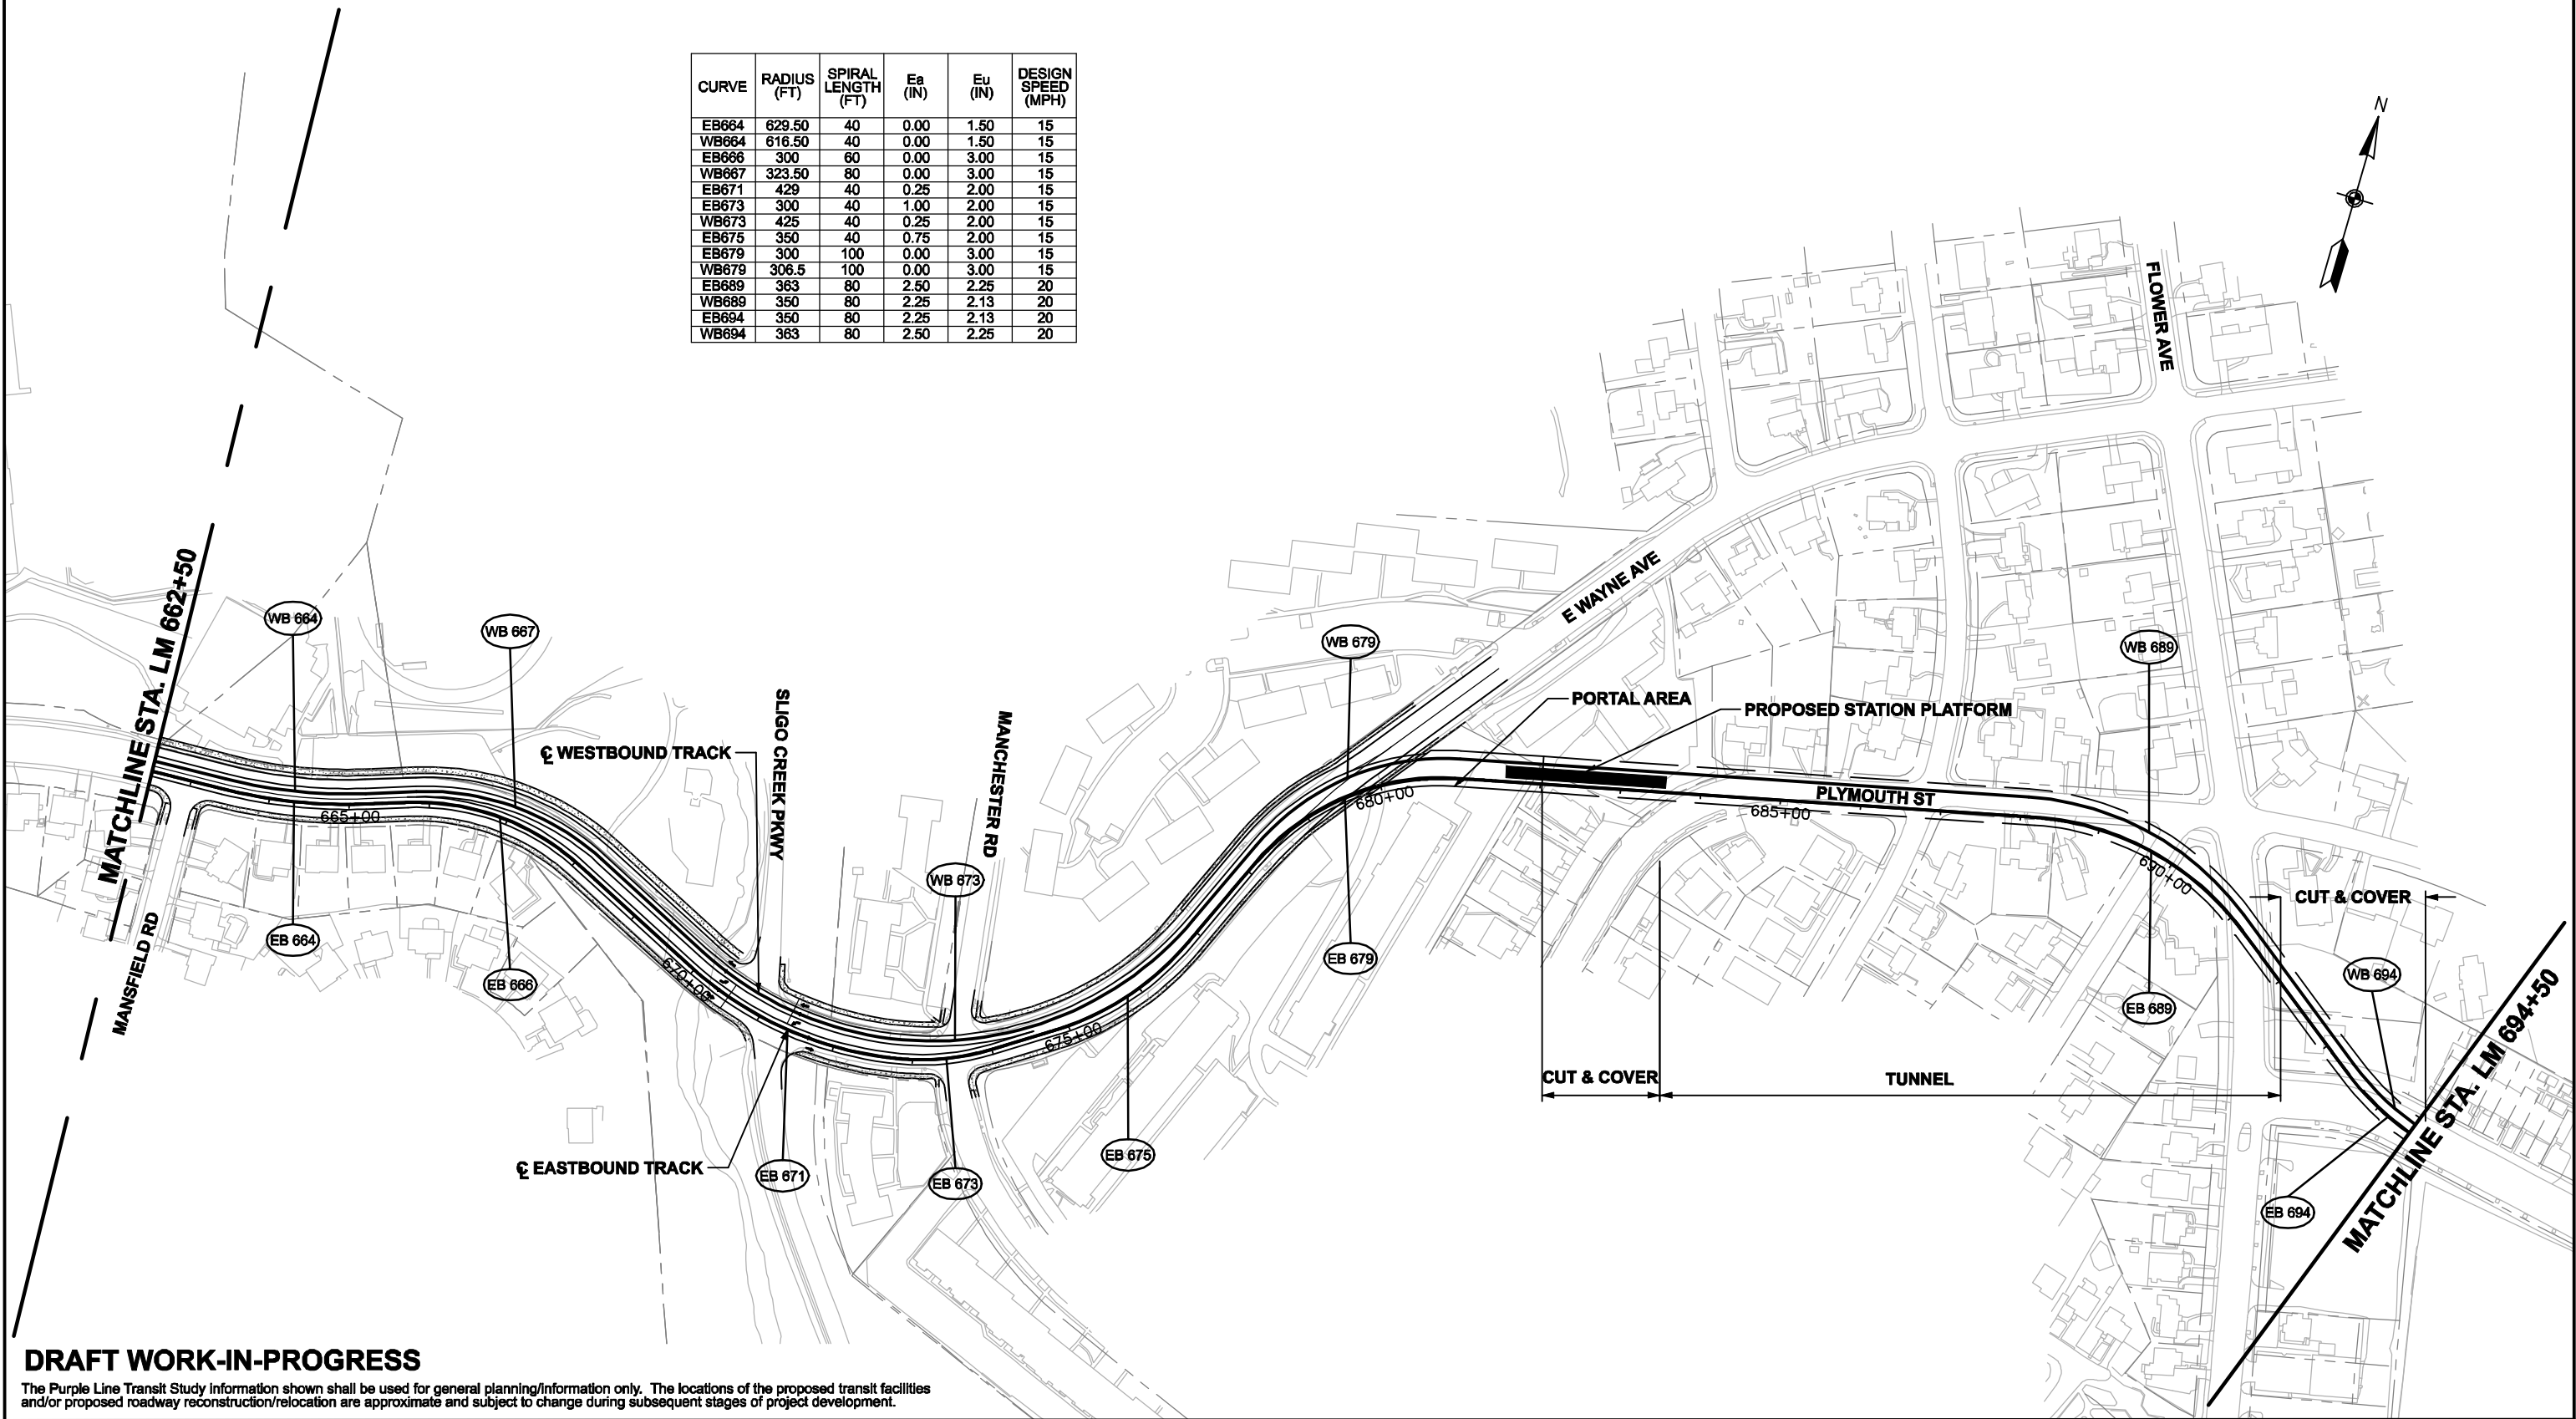 CURVE RADIUS (FT) SPIRAL LENGTH (FT) Ea (IN) Eu (IN) DESIGN SPEED (MPH)
EB664 629.50 40 0.00 1.50 15
WB664 616.50 40 0.00 1.50 15
EB666 300 60 0.00 3.00 15
WB667 323.50 80 0.00 3.00 15
EB671 429 40 0.25 2.00 15
EB673 300 40 1.00 2.00 15
WB673 425 40 0.25 2.00 15
EB675 350 40 0.75 2.00 15
EB679 300 100 0.00 3.00 15
WB679 306.5 100 0.00 3.00 15
EB689 363 80 2.50 2.25 20
WB689 350 80 2.25 2.13 20
EB694 350 80 2.25 2.13 20
WB694 363 80 2.50 2.25 20
N
FLOWER AVE
E WAYNE AVE
MATCHLINE STA. LM 662+50
WB 664
WB 667
WB 679
WB 689
PORTAL AREA
PROPOSED STATION PLATFORM
℄ WESTBOUND TRACK
SLIGO CREEK PKWY
MANCHESTER RD
665+00
680+00
PLYMOUTH ST
685+00
690+00
WB 673
CUT & COVER
MANSFIELD RD
EB 664
EB 666
670+00
EB 679
WB 694
EB 689
675+00
CUT & COVER
TUNNEL
MATCHLINE STA. LM 694+50
℄ EASTBOUND TRACK
EB 671
EB 673
EB 675
EB 694
DRAFT WORK-IN-PROGRESS
The Purple Line Transit Study information shown shall be used for general planning/information only. The locations of the proposed transit facilities
and/or proposed roadway reconstruction/relocation are approximate and subject to change during subsequent stages of project development.